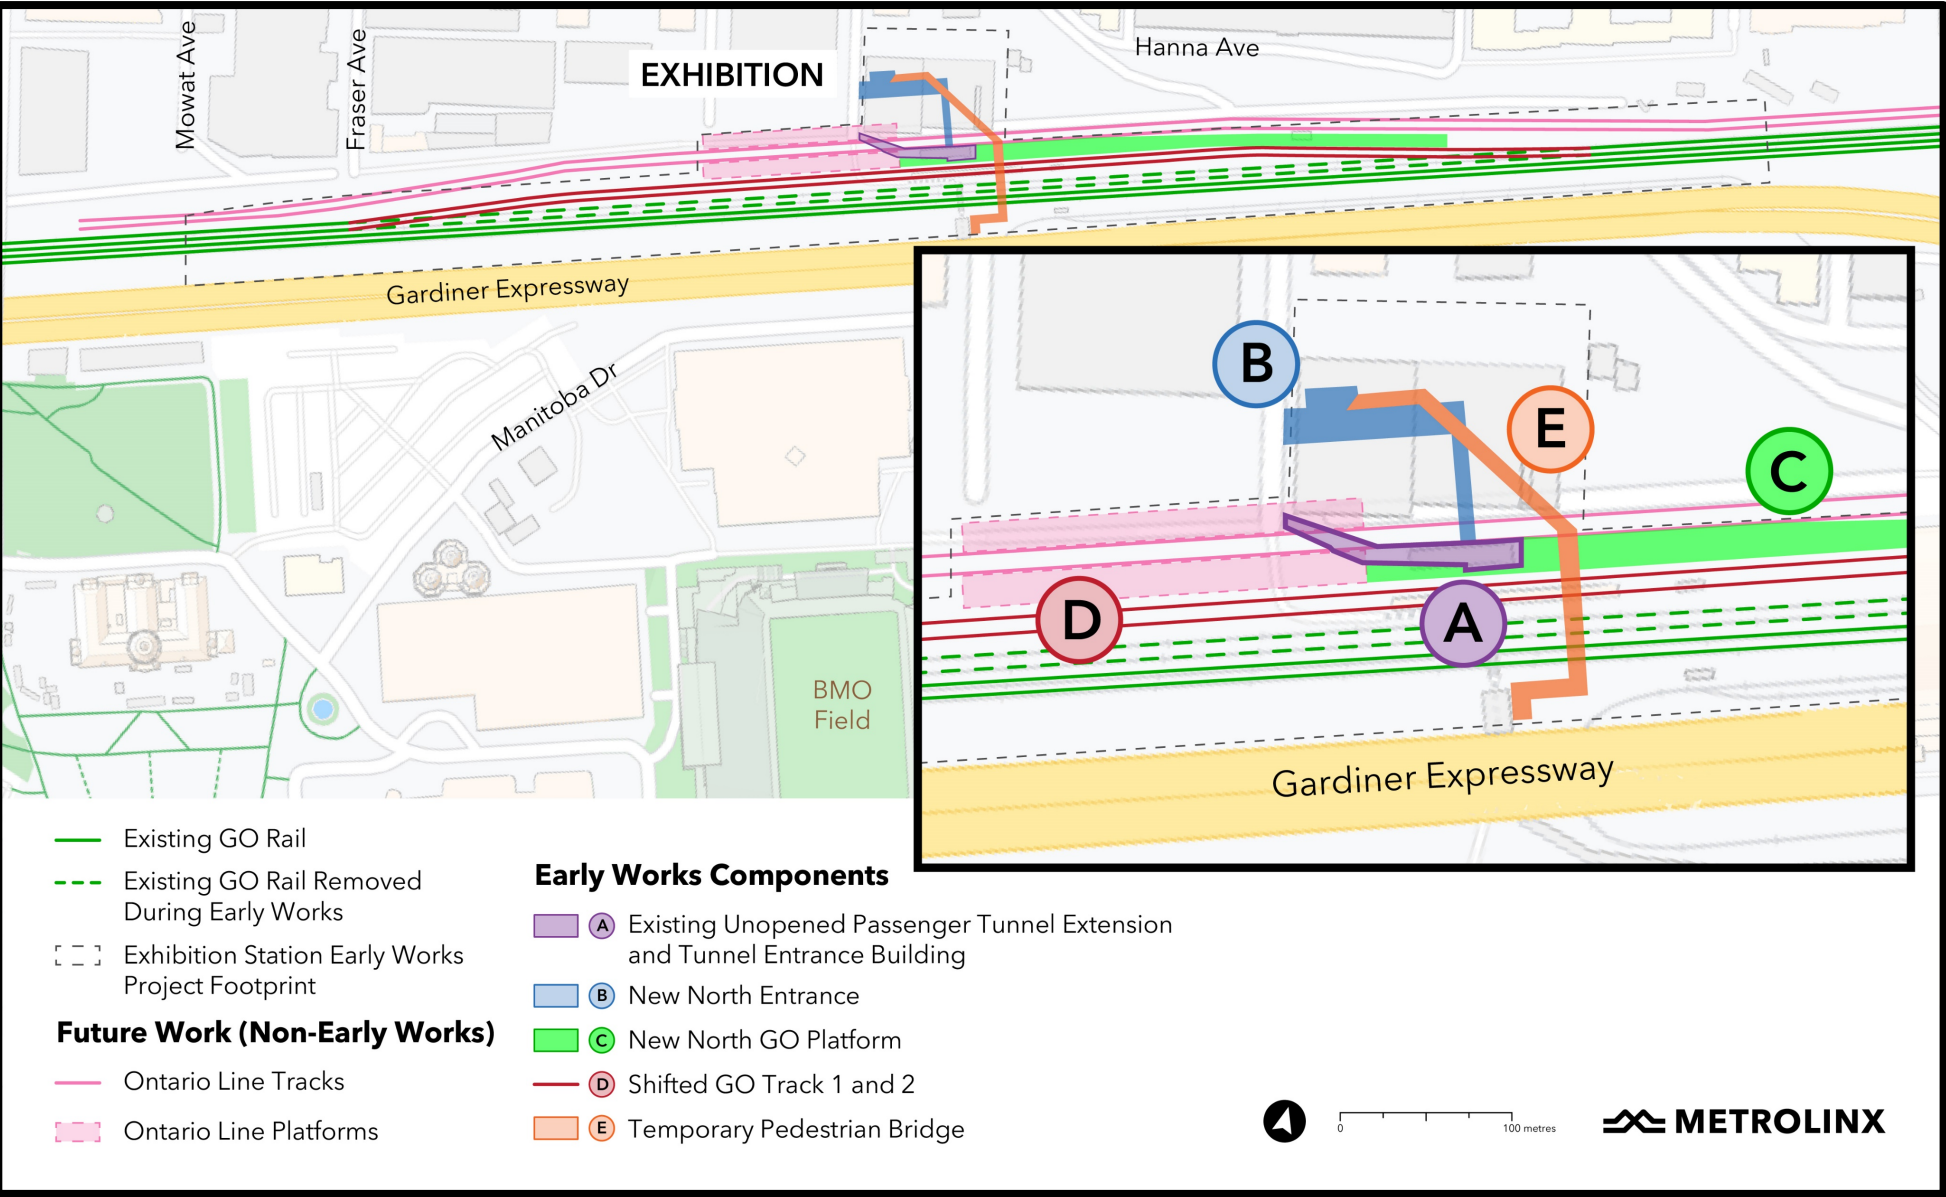 Mowat Ave
Fraser Ave
EXHIBITION
Hanna Ave
Gardiner Expressway
Manitoba Dr
BMO
Field
B
E
C
D
A
Gardiner Expressway
Existing GO Rail
Existing GO Rail Removed
During Early Works
Exhibition Station Early Works
Project Footprint
Future Work (Non-Early Works)
Ontario Line Tracks
Ontario Line Platforms
Early Works Components
A Existing Unopened Passenger Tunnel Extension
and Tunnel Entrance Building
B New North Entrance
C New North GO Platform
D Shifted GO Track 1 and 2
E Temporary Pedestrian Bridge
0 100 metres
METROLINX